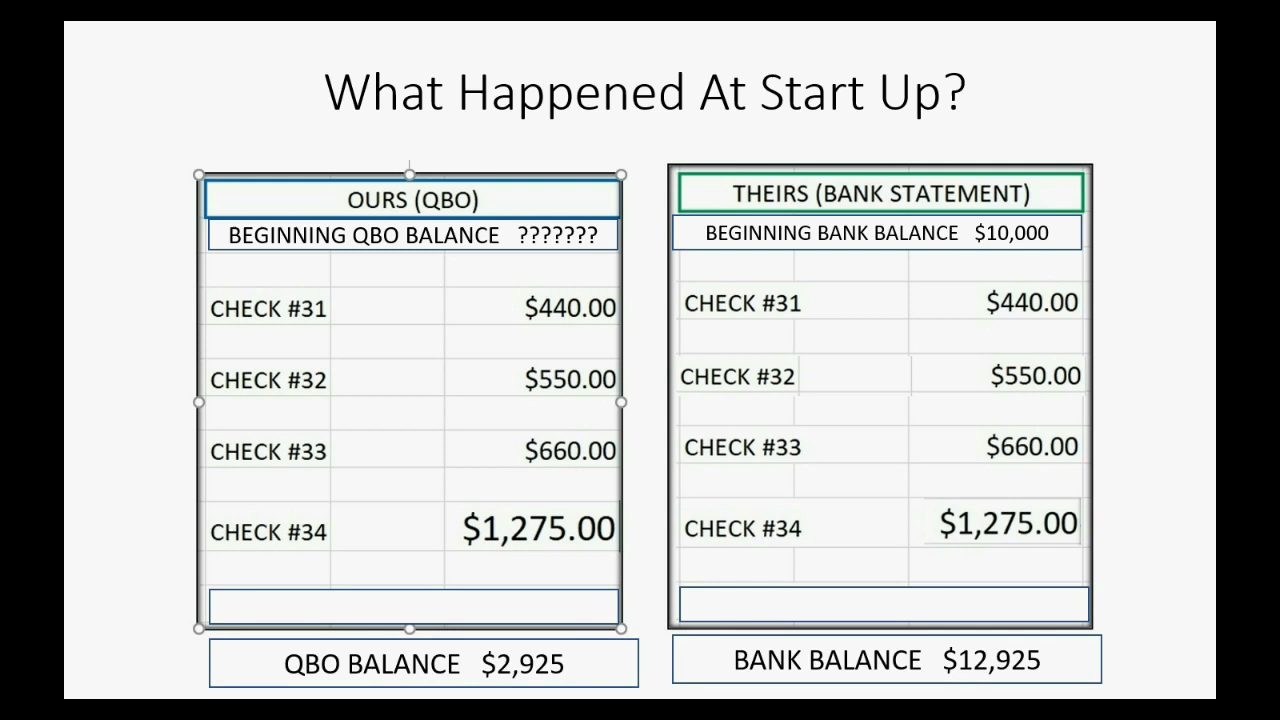 What Happened At Start Up?
OURS (QBO)
BEGINNING QBO BALANCE ???????
CHECK #31 $440.00
CHECK #32 $550.00
CHECK #33 $660.00
CHECK #34 $1,275.00
QBO BALANCE $2,925
THEIRS (BANK STATEMENT)
BEGINNING BANK BALANCE $10,000
CHECK #31 $440.00
CHECK #32 $550.00
CHECK #33 $660.00
CHECK #34 $1,275.00
BANK BALANCE $12,925